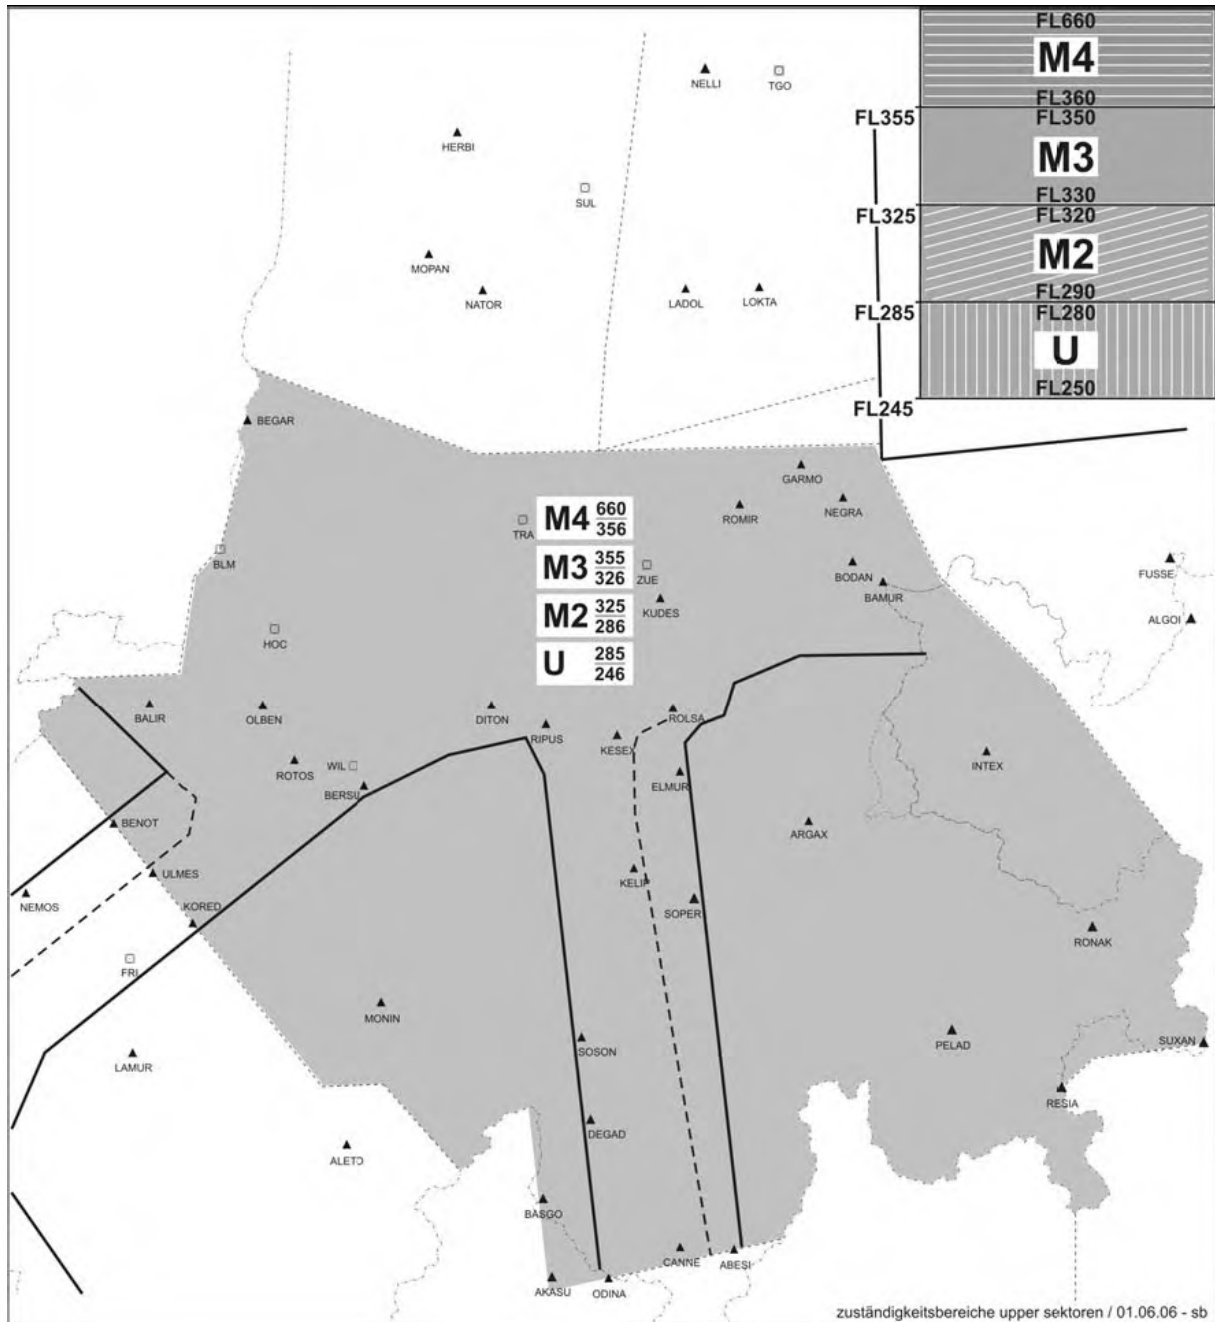 FL660
M4
FL360
FL355
FL350
M3
FL330
FL325
FL320
M2
FL290
FL285
FL280
U
FL250
FL245
NELLI
TGO
HERBI
SUL
MOPAN
NATOR
LADOL
LOKTA
BEGAR
GARMO
NEGRA
ROMIR
TRA
M4 660
356
BLM
M3 355
326
ZUE
BODAN
BAMUR
FUSSE
KUDES
M2 325
286
ALGOI
HOC
U 285
246
BALIR
OLBEN
DITON
RIPUS
ROLSA
KESEX
ROTOS
WIL
BERSU
ELMUR
INTEX
BENOT
ARGAX
ULMES
KELIP
NEMOS
KORED
SOPER
RONAK
FRI
MONIN
SOSON
PELAD
SUXAN
LAMUR
RESIA
DEGAD
ALETO
BASGO
CANNE
ABESI
AKASU
ODINA
zuständigkeitsbereiche upper sektoren / 01.06.06 - sb